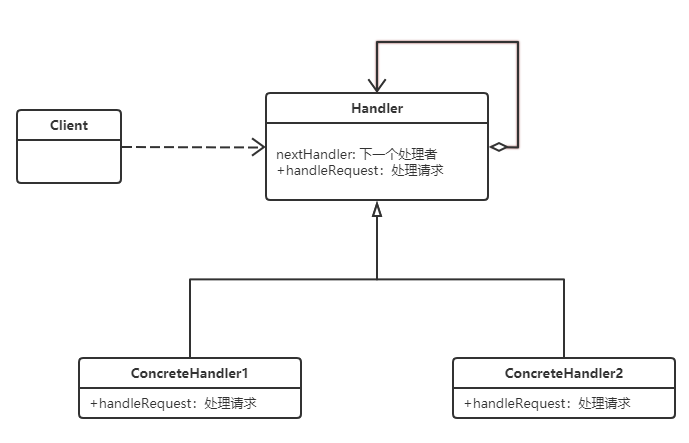 Client
Handler
nextHandler: 下一个处理者
+handleRequest：处理请求
ConcreteHandler1
+handleRequest：处理请求
ConcreteHandler2
+handleRequest：处理请求